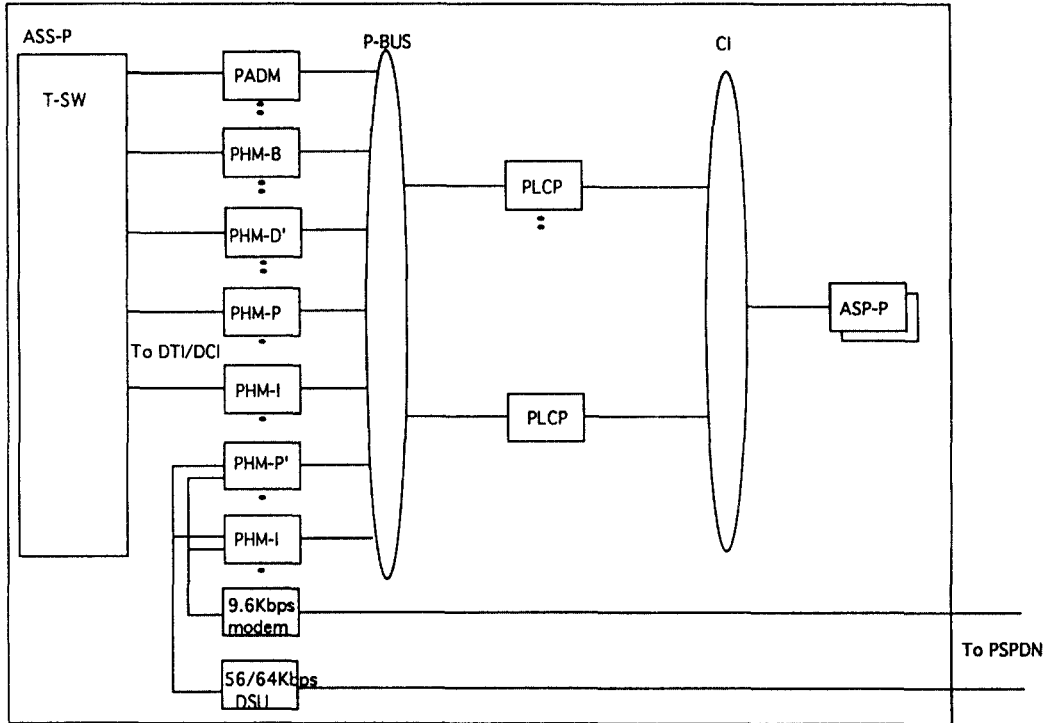 ASS-P
P-BUS
CI
T-SW
PADM
PHM-B
PLCP
PHM-D'
PHM-P
ASP-P
To DTI/DCI
PHM-I
PLCP
PHM-P'
PHM-I
9.6Kbps
modem
To PSPDN
56/64Kbps
DSU